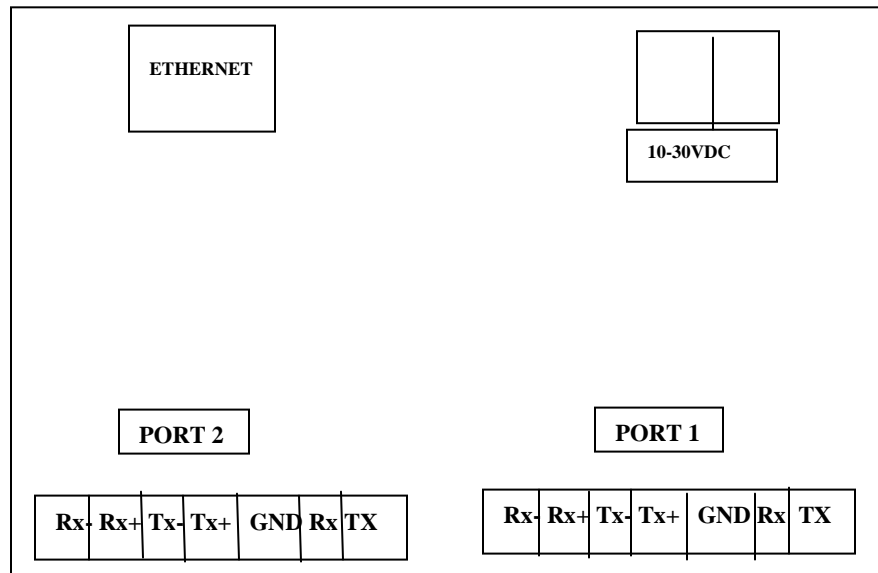 ETHERNET
10-30VDC
PORT 2
PORT 1
Rx- Rx+ Tx- Tx+ GND Rx TX
Rx- Rx+ Tx- Tx+ GND Rx TX